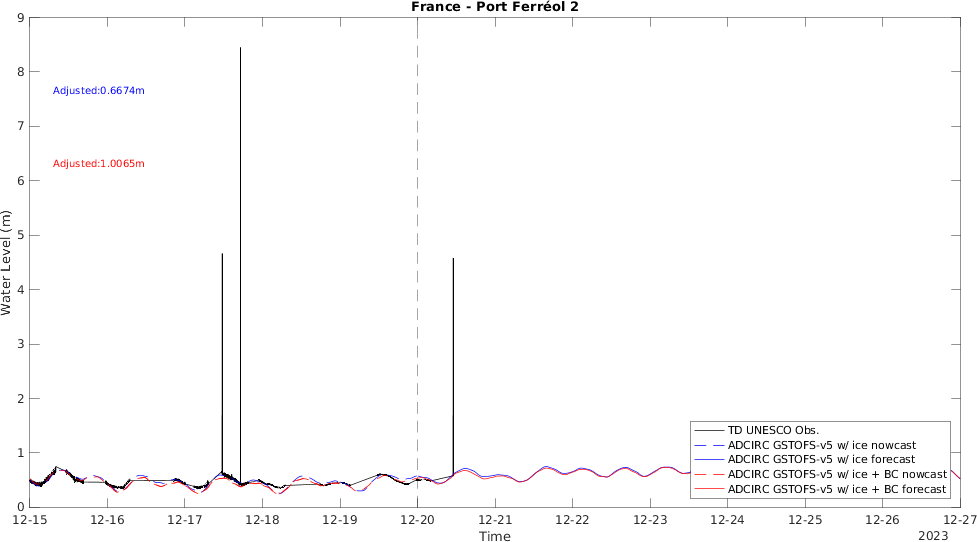 France - Port Ferréol 2
9
8
7
6
5
4
3
2
1
0
Water Level (m)
Adjusted:0.6674m
Adjusted:1.0065m
TD UNESCO Obs.
ADCIRC GSTOFS-v5 w/ ice nowcast
ADCIRC GSTOFS-v5 w/ ice forecast
ADCIRC GSTOFS-v5 w/ ice + BC nowcast
ADCIRC GSTOFS-v5 w/ ice + BC forecast
12-15 12-16 12-17 12-18 12-19 12-20 12-21 12-22 12-23 12-24 12-25 12-26 12-27
Time
2023